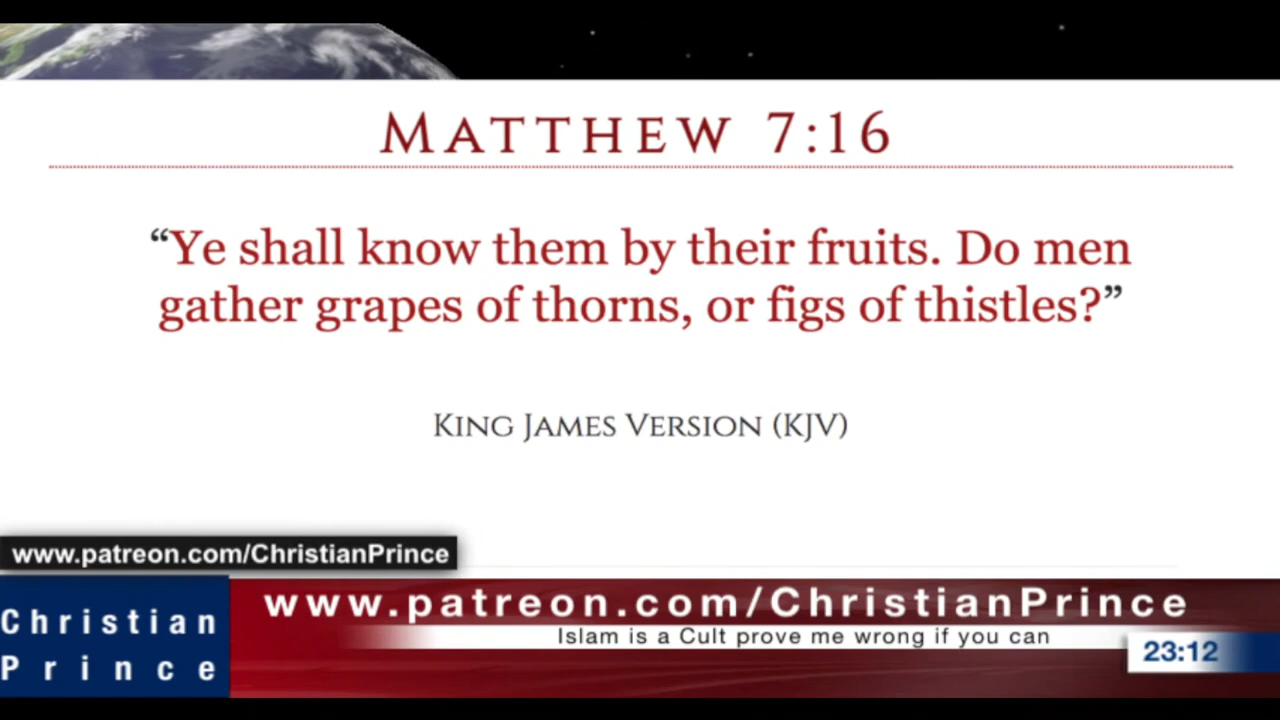 MATTHEW 7:16
“Ye shall know them by their fruits. Do men
gather grapes of thorns, or figs of thistles?”
KING JAMES VERSION (KJV)
www.patreon.com/ChristianPrince
Christian
Prince
www.patreon.com/ChristianPrince
Islam is a Cult prove me wrong if you can
23:12